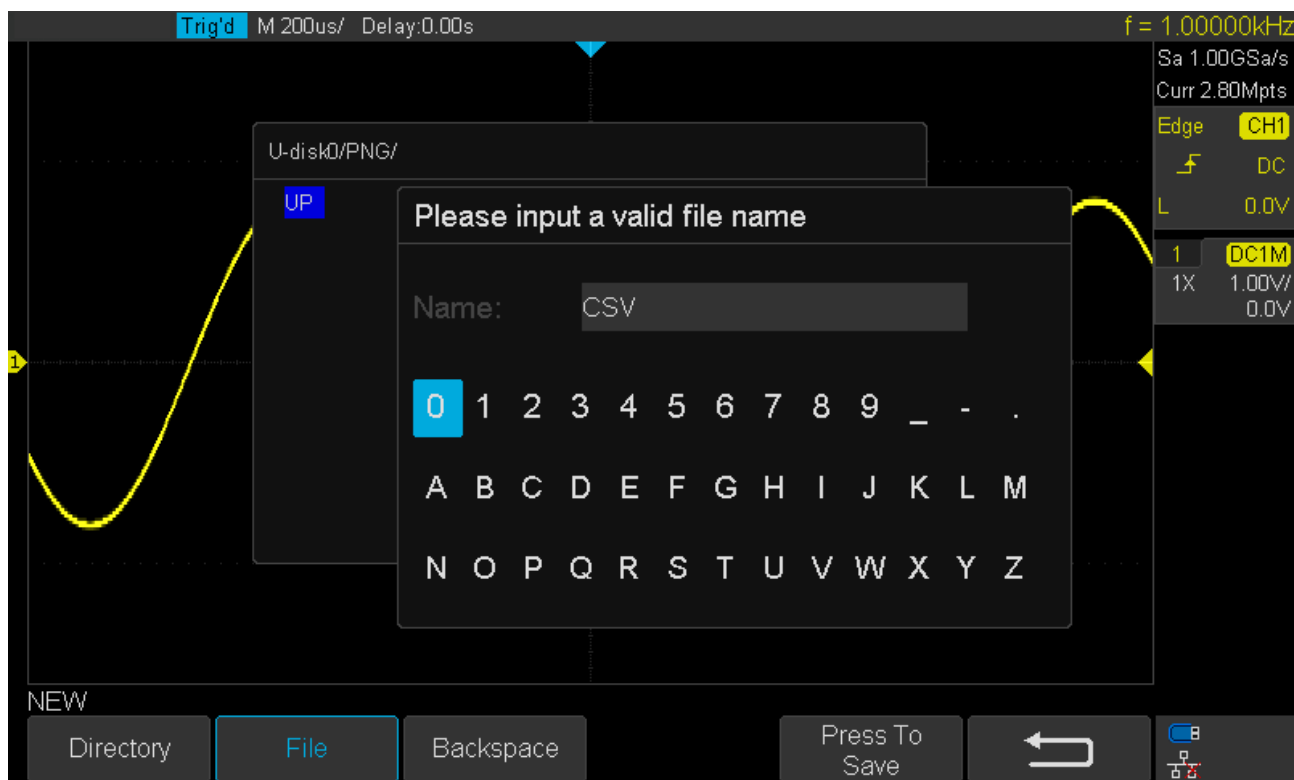 Trig'd M 200us/ Delay:0.00s f = 1.00000kHz
Sa 1.00GSa/s
Curr 2.80Mpts
Edge CH1
DC
L 0.0V
1 DC1M
1X 1.00V/
0.0V
U-disk0/PNG/
UP
Please input a valid file name
Name: CSV
1
0 1 2 3 4 5 6 7 8 9 _ - .
A B C D E F G H I J K L M
N O P Q R S T U V W X Y Z
NEW
Directory File Backspace Press To
Save